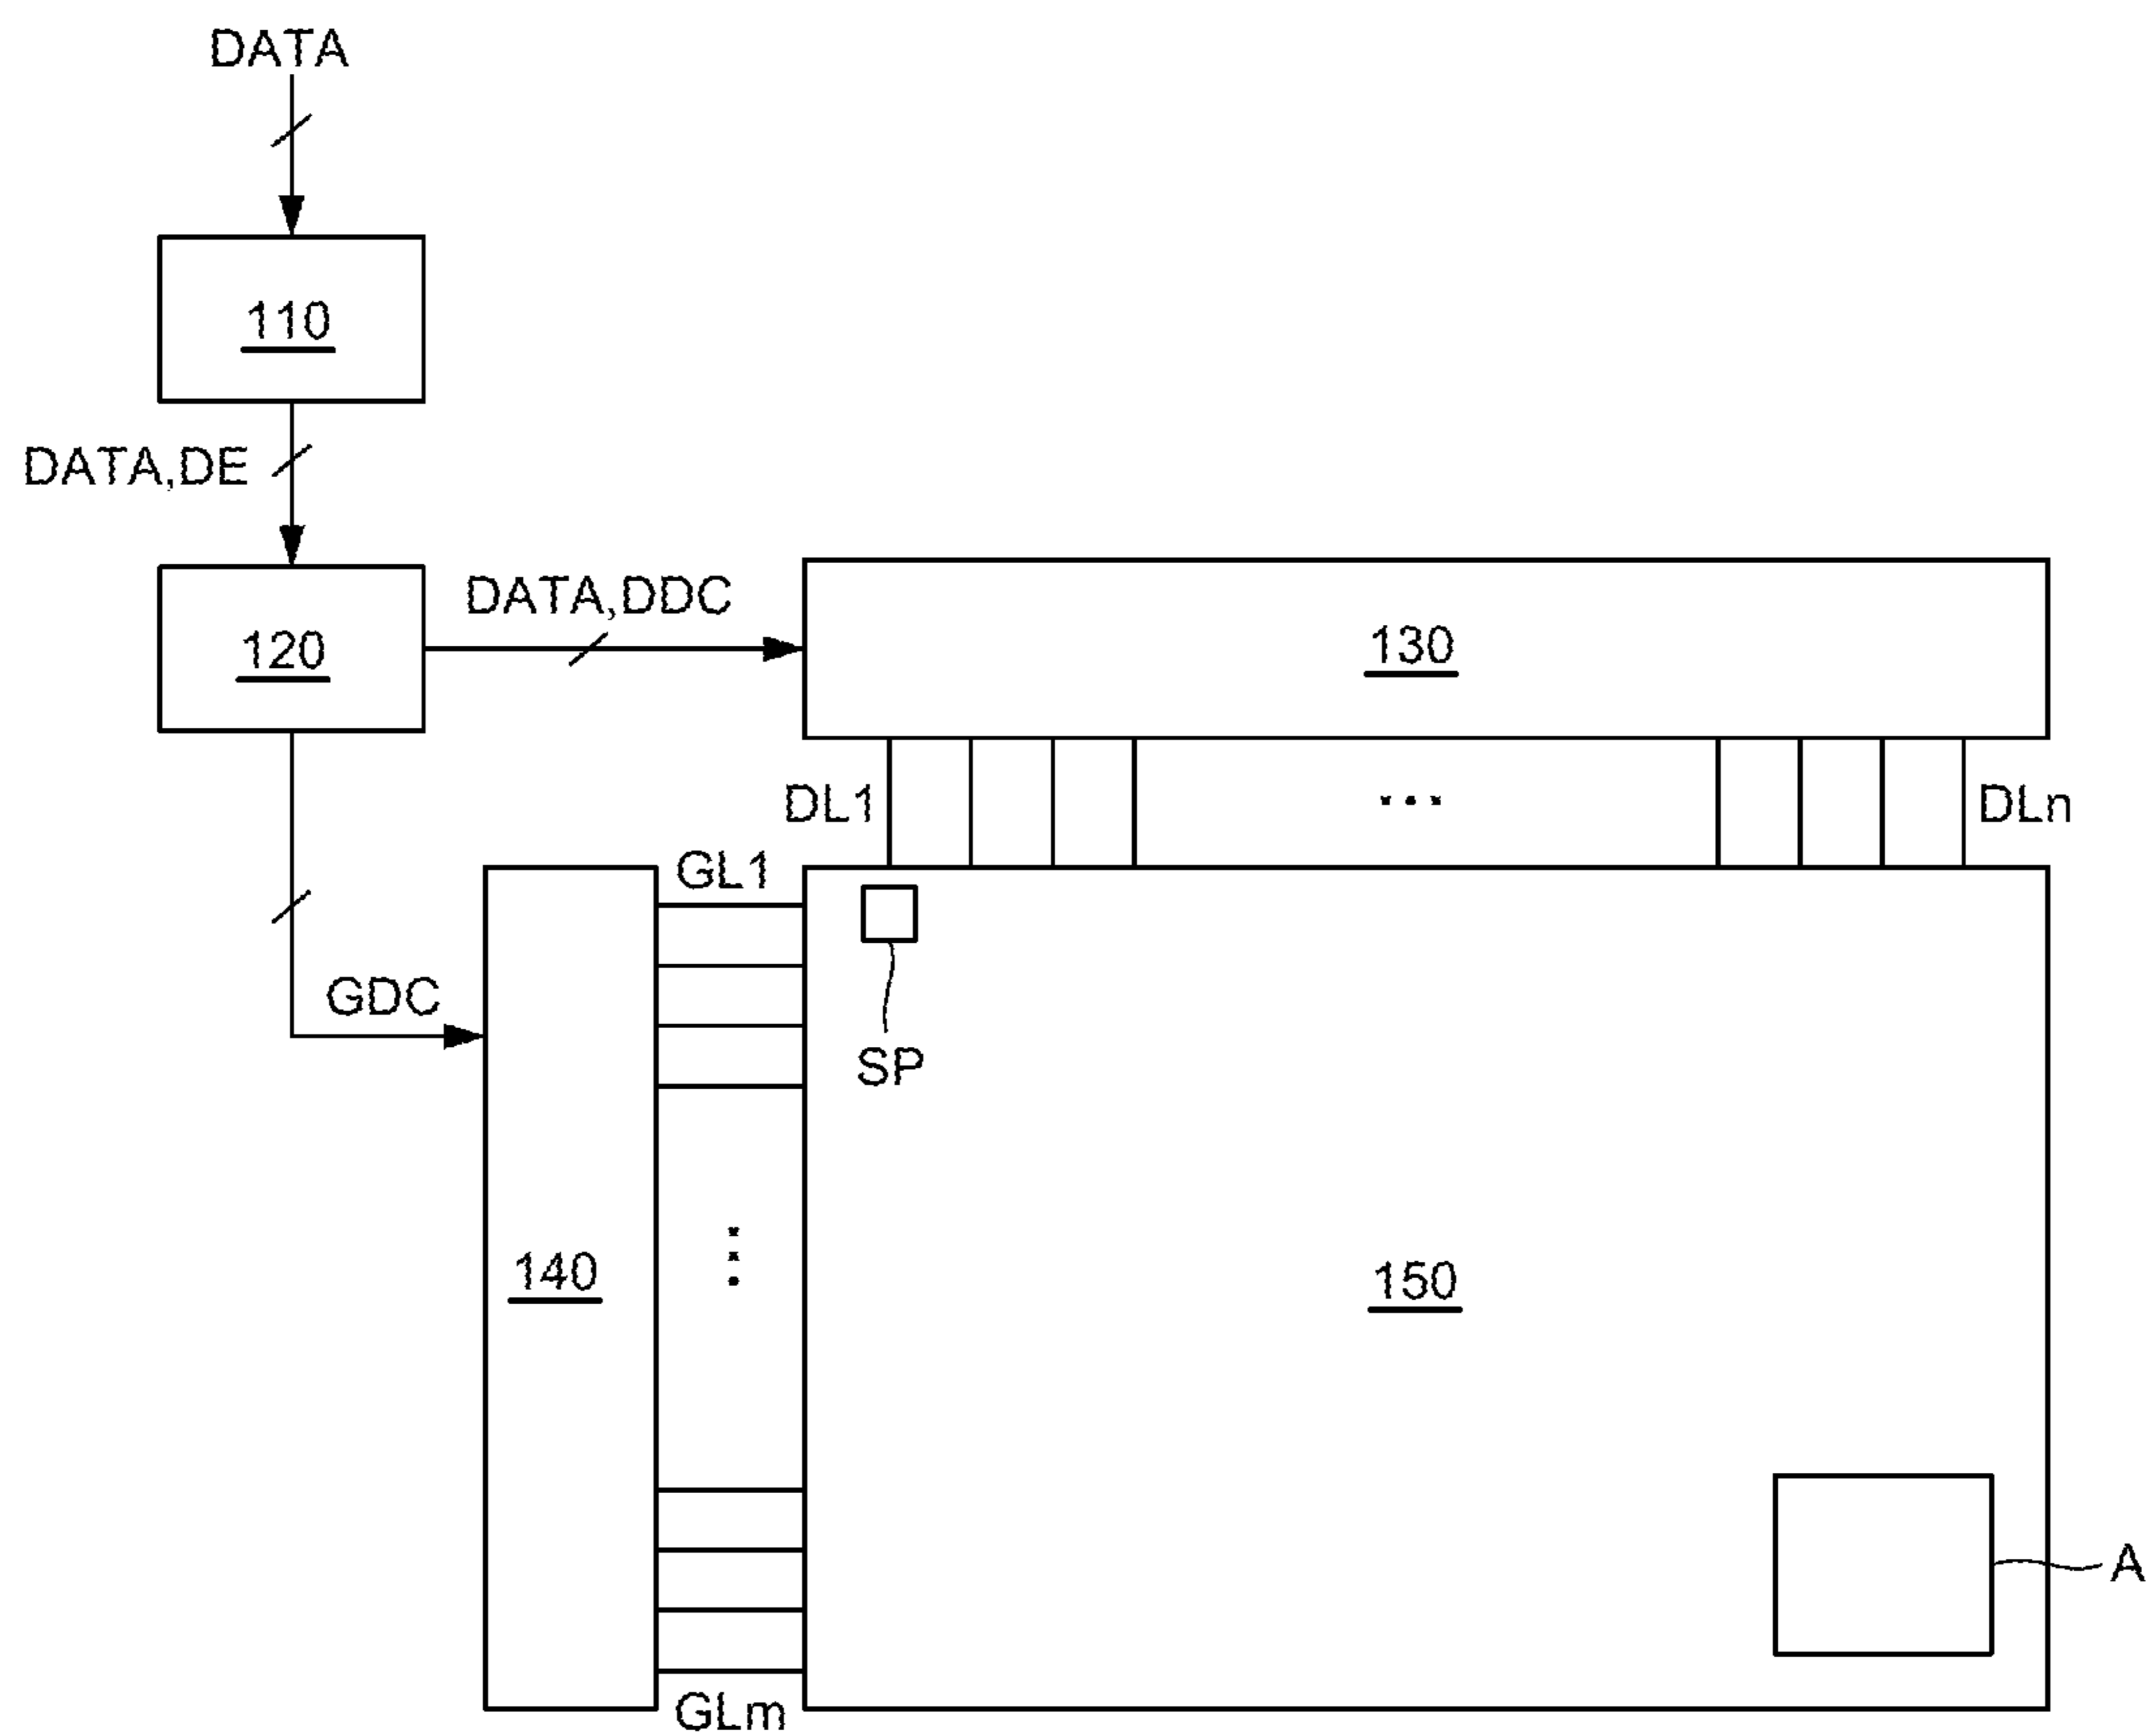 DATA
110
DATA,DE
120
DATA,DDC
130
DL1
DLn
GL1
GDC
SP
140
150
A
GLm